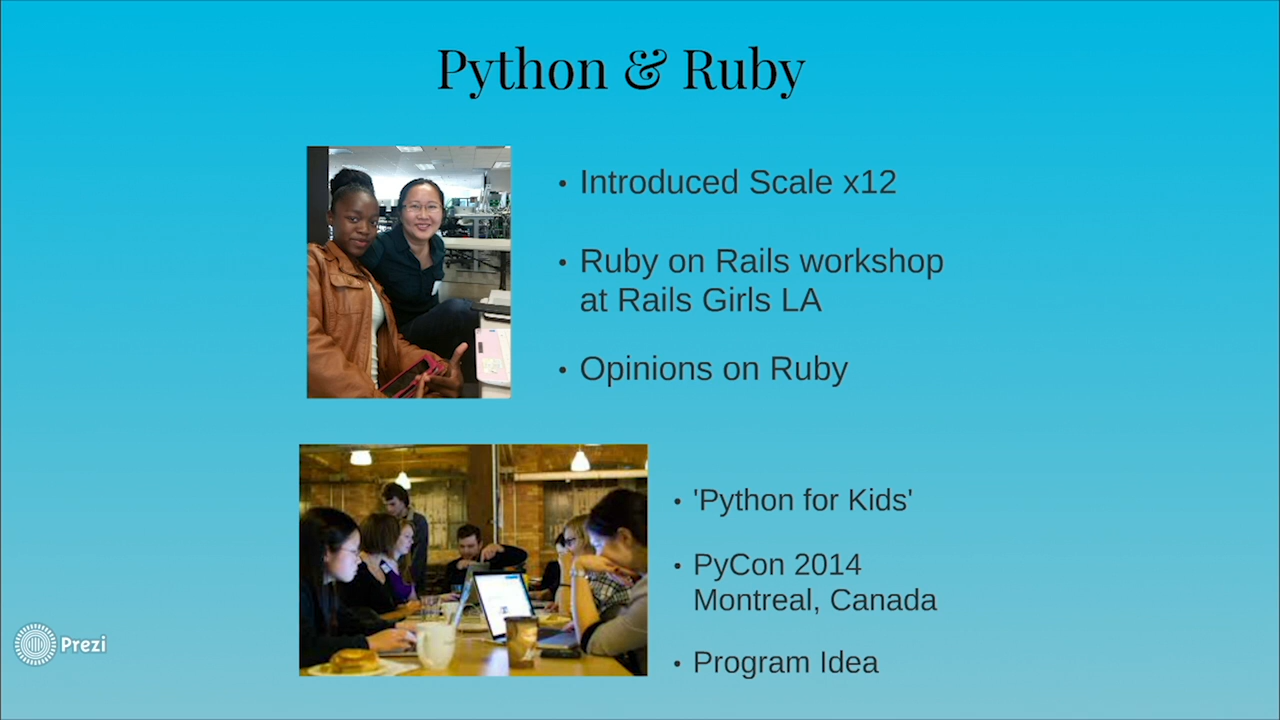 Python & Ruby
• Introduced Scale x12
• Ruby on Rails workshop
at Rails Girls LA
• Opinions on Ruby
• 'Python for Kids'
• PyCon 2014
Montreal, Canada
• Program Idea
Prezi